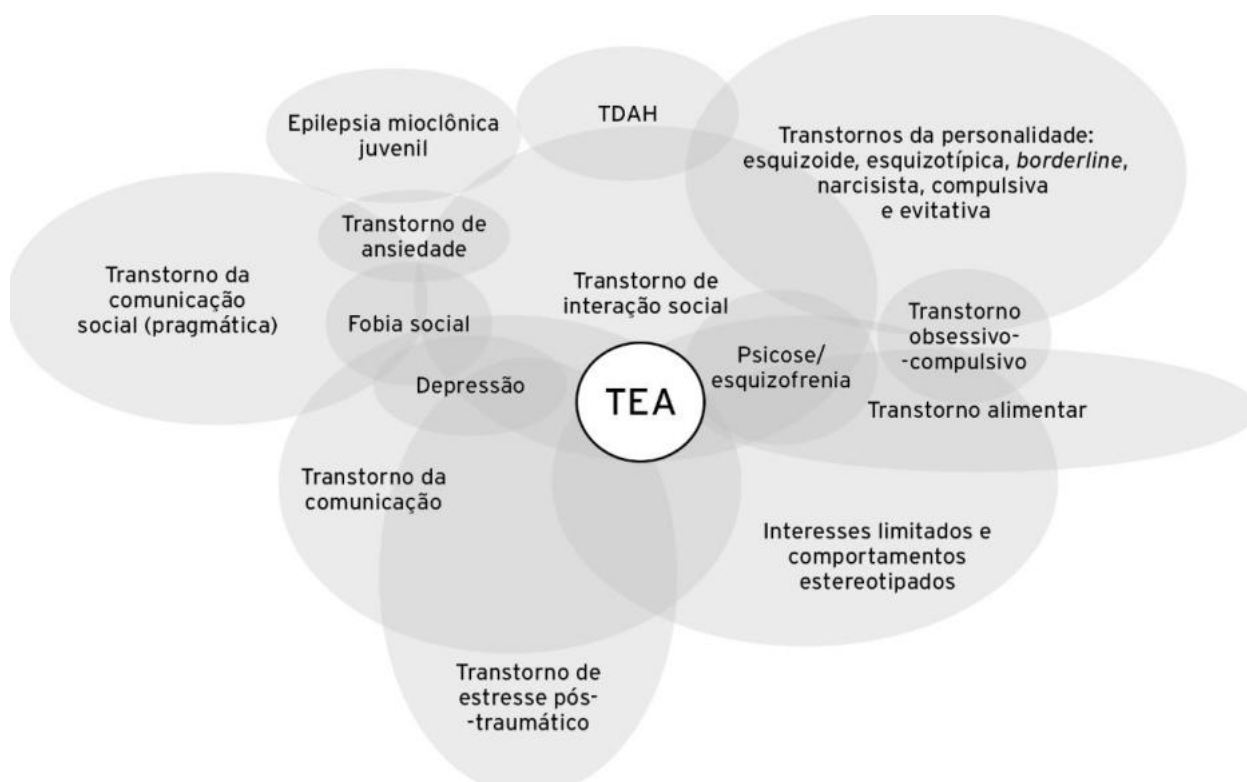 Epilepsia mioclônica
juvenil
TDAH
Transtornos da personalidade:
esquizoide, esquizotípica, borderline,
narcisista, compulsiva
e evitativa
Transtorno de
ansiedade
Transtorno da
comunicação
social (pragmática)
Fobia social
Transtorno de
interação social
Transtorno
obsessivo-
-compulsivo
Psicose/
esquizofrenia
Depressão
TEA
Transtorno alimentar
Transtorno da
comunicação
Interesses limitados e
comportamentos
estereotipados
Transtorno de
estresse pós-
-traumático